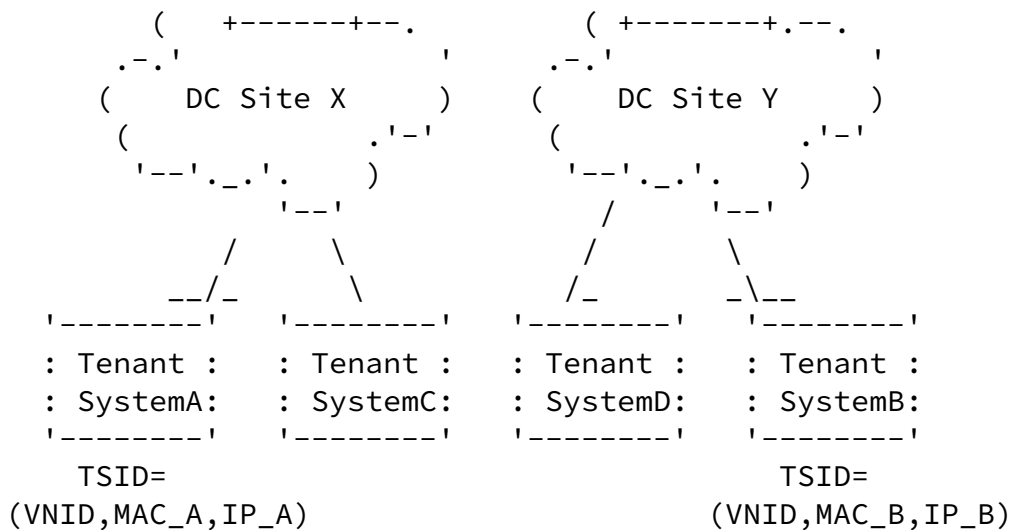 DC Site X DC Site Y
: Tenant : : Tenant : : Tenant : : Tenant :
: SystemA: : SystemC: : SystemD: : SystemB:
TSID= TSID=
(VNID,MAC_A,IP_A) (VNID,MAC_B,IP_B)